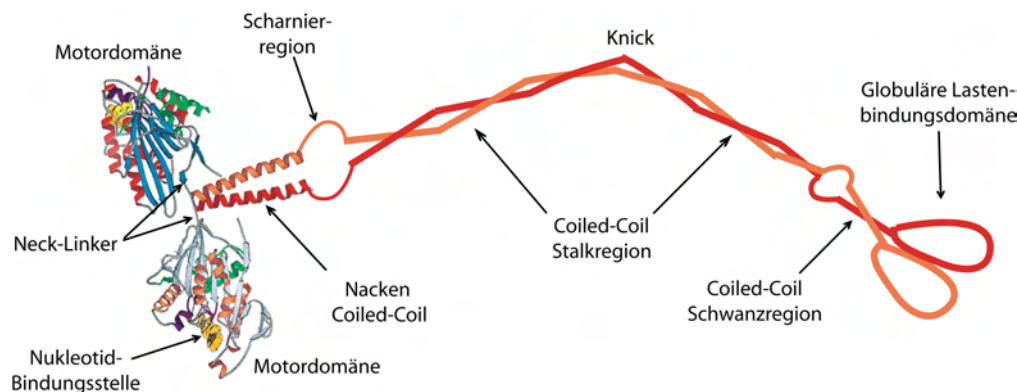 Scharnier-
region
Motordomäne
Knick
Globuläre Lasten-
bindungsdomäne
Neck-Linker
Coiled-Coil
Stalkregion
Nacken
Coiled-Coil
Coiled-Coil
Schwanzregion
Nukleotid-
Bindungsstelle
Motordomäne